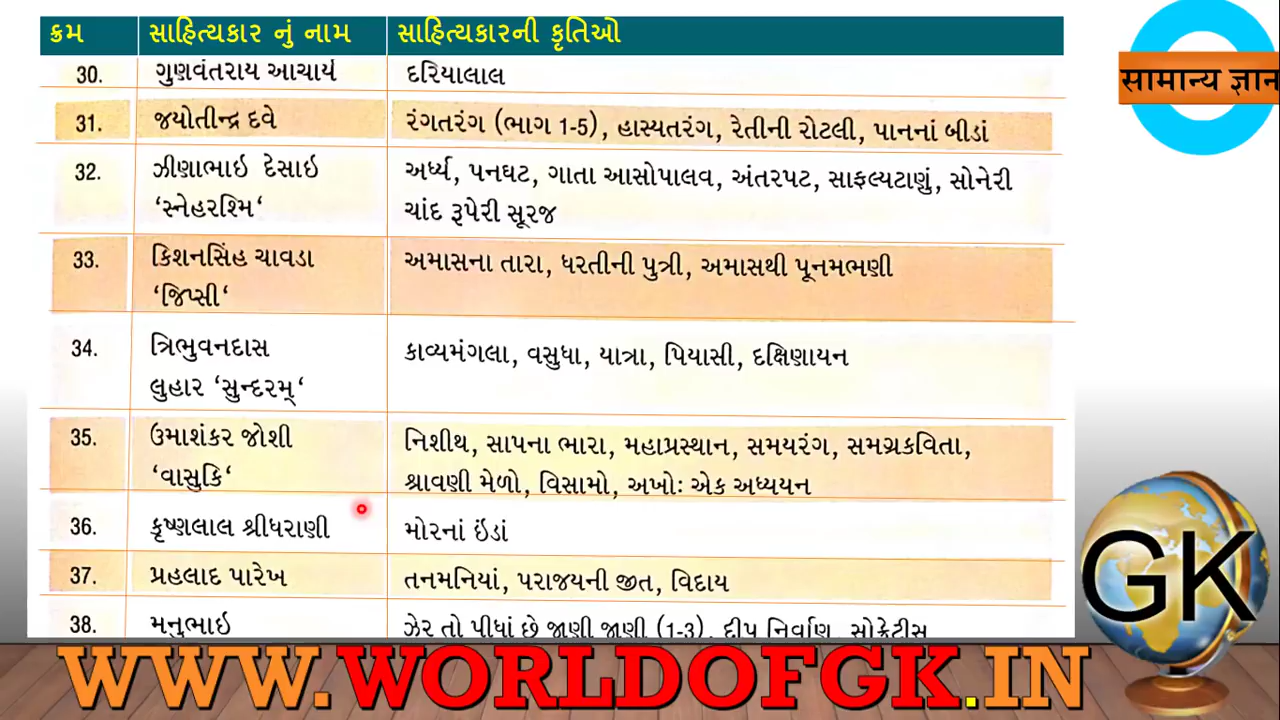 ક્રમ સાહિત્યકાર નું નામ સાહિત્યકારની કૃતિઓ
સામાન્ય જ્ઞાન
30. ગુણવંતરાય આચાર્ય દરિયાલાલ
31. જયોતીન્દ્ર દવે રંગતરંગ (ભાગ 1-5), હાસ્યતરંગ, રેતીની રોટલી, પાનનાં બીડાં
32. ઝીણાભાઇ દેસાઇ અર્ધ્ય, પનઘટ, ગાતા આસોપાલવ, અંતરપટ, સાફલ્યટાણું, સોનેરી
‘સ્નેહરશ્મિ‘ ચાંદ રૂપેરી સૂરજ
33. કિશનસિંહ ચાવડા અમાસના તારા, ધરતીની પુત્રી, અમાસથી પૂનમભણી
‘જિપ્સી‘
34. ત્રિભુવનદાસ કાવ્યમંગલા, વસુધા, યાત્રા, પિયાસી, દક્ષિણાયન
લુહાર ‘સુન્દરમ્‘
35. ઉમાશંકર જોશી નિશીથ, સાપના ભારા, મહાપ્રસ્થાન, સમયરંગ, સમગ્રકવિતા,
‘વાસુકિ‘ શ્રાવણી મેળો, વિસામો, અખોઃ એક અધ્યયન
36. કૃષ્ણલાલ શ્રીધરાણી મોરનાં ઇંડાં
37. પ્રહલાદ પારેખ તનમનિયાં, પરાજયની જીત, વિદાય
38. મનુભાઇ ઝેર તો પીધાં છે જાણી જાણી (1-3), દીપ નિર્વાણ, સોક્રેટીસ
GK
WWW.WORLDOFGK.IN